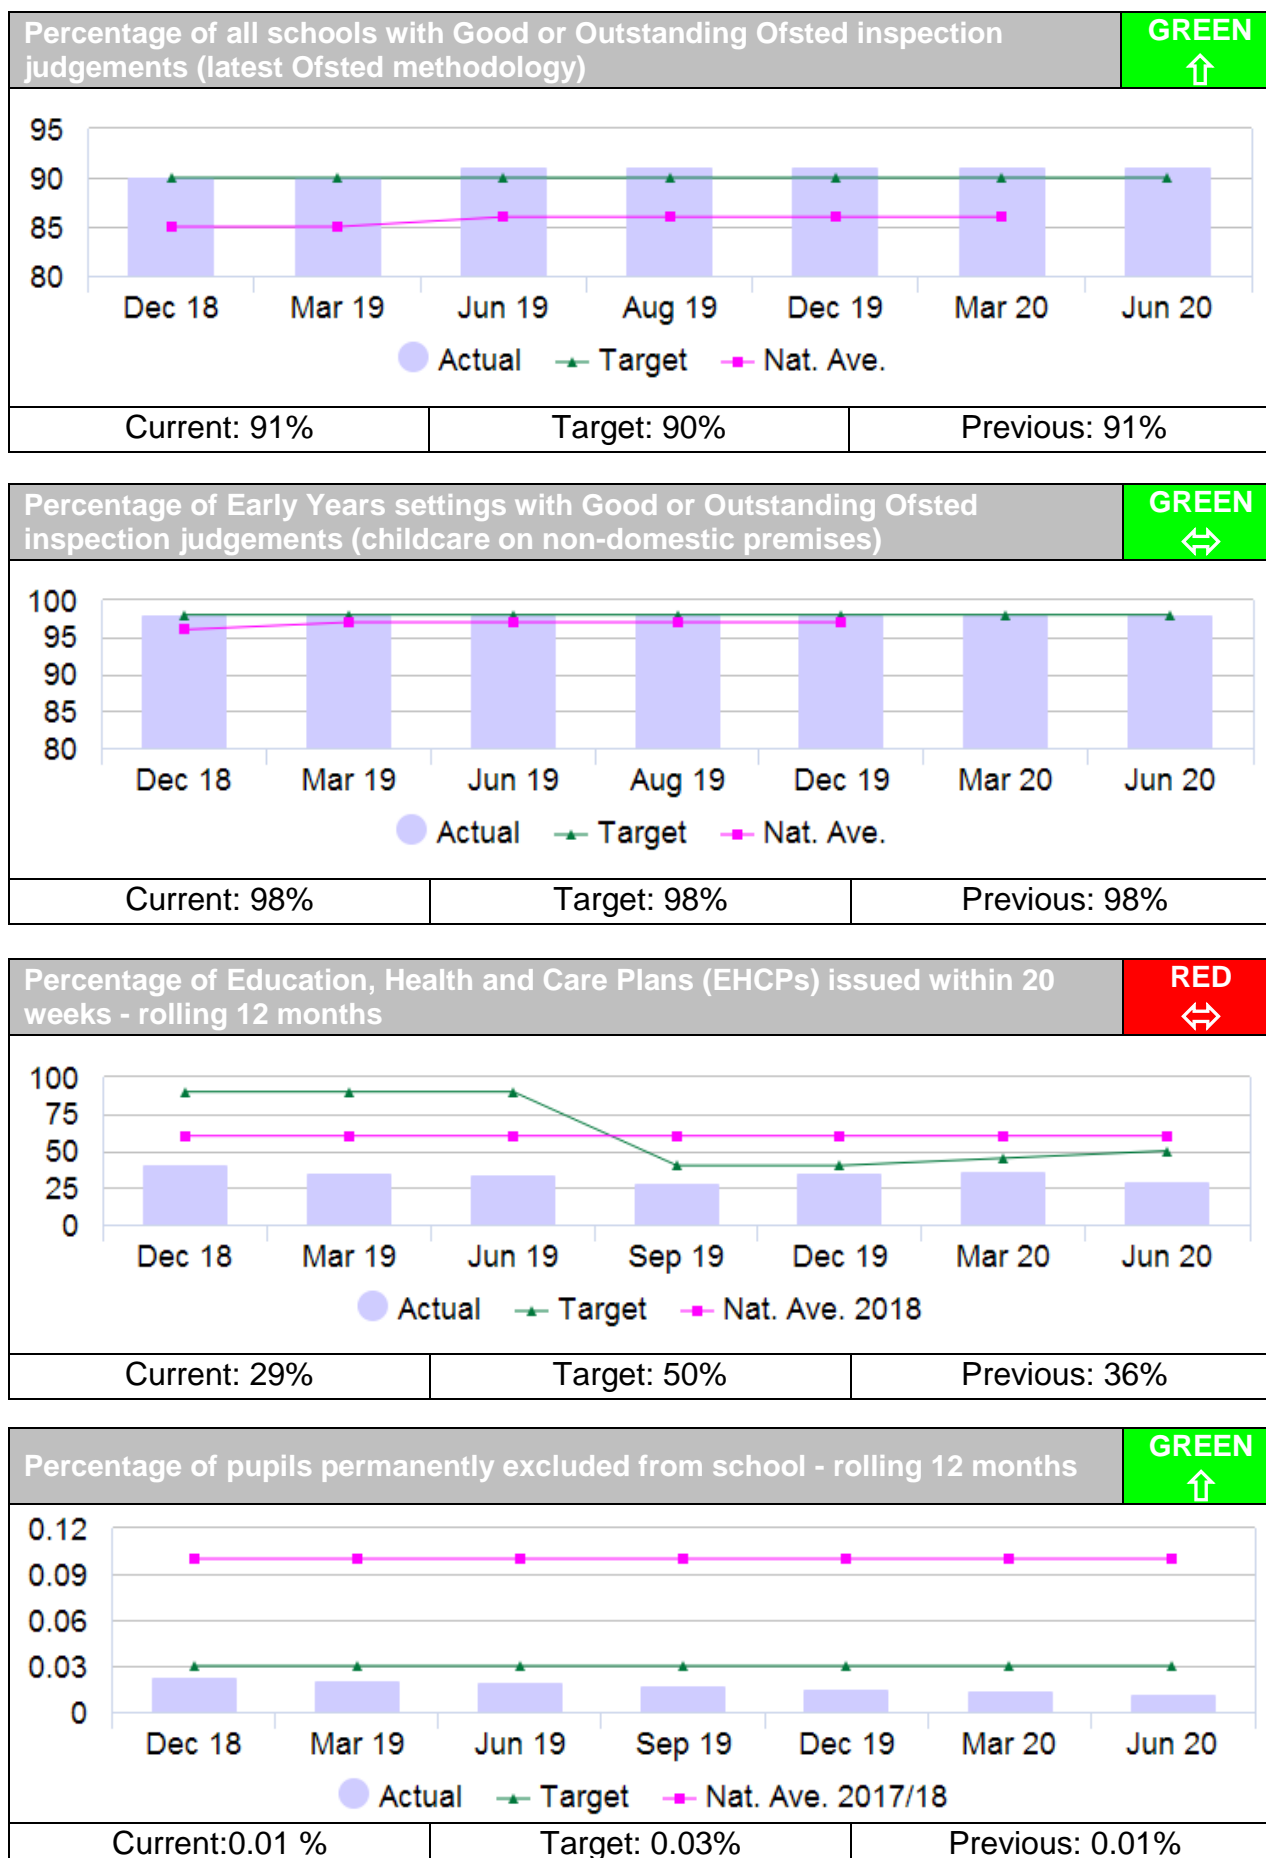 Percentage of all schools with Good or Outstanding Ofsted inspection
judgements (latest Ofsted methodology)
GREEN
⇧
95
90
85
80
Dec 18 Mar 19 Jun 19 Aug 19 Dec 19 Mar 20 Jun 20
Actual Target Nat. Ave.
Current: 91% Target: 90% Previous: 91%
Percentage of Early Years settings with Good or Outstanding Ofsted
inspection judgements (childcare on non-domestic premises)
GREEN
⬄
100
95
90
85
80
Dec 18 Mar 19 Jun 19 Aug 19 Dec 19 Mar 20 Jun 20
Actual Target Nat. Ave.
Current: 98% Target: 98% Previous: 98%
Percentage of Education, Health and Care Plans (EHCPs) issued within 20
weeks - rolling 12 months
RED
⬄
100
75
50
25
0
Dec 18 Mar 19 Jun 19 Sep 19 Dec 19 Mar 20 Jun 20
Actual Target Nat. Ave. 2018
Current: 29% Target: 50% Previous: 36%
Percentage of pupils permanently excluded from school - rolling 12 months
GREEN
⇧
0.12
0.09
0.06
0.03
0
Dec 18 Mar 19 Jun 19 Sep 19 Dec 19 Mar 20 Jun 20
Actual Target Nat. Ave. 2017/18
Current:0.01 % Target: 0.03% Previous: 0.01%